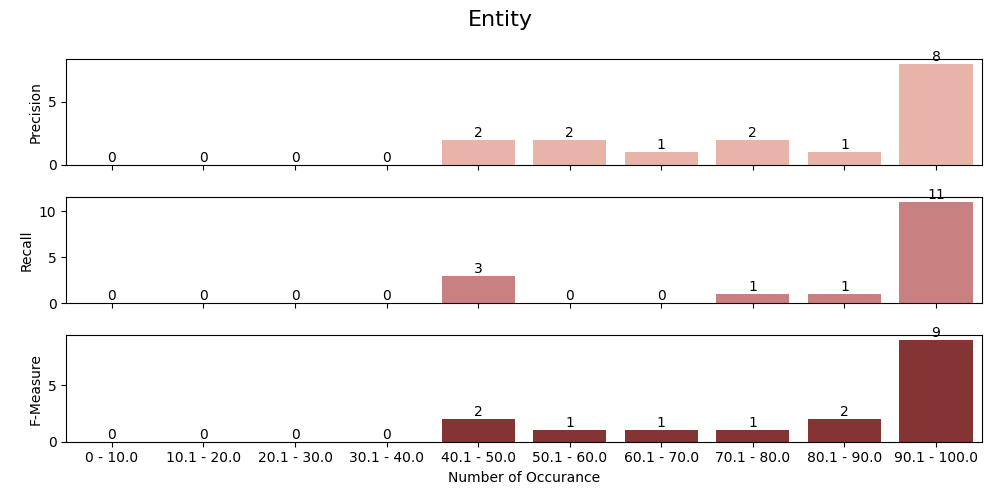 Entity
Precision
5
0
0 0 0 0 2 2 1 2 1 8
Recall
10
5
0
0 0 0 0 3 0 0 1 1 11
F-Measure
5
0
0 0 0 0 2 1 1 1 2 9
0 - 10.0 10.1 - 20.0 20.1 - 30.0 30.1 - 40.0 40.1 - 50.0 50.1 - 60.0 60.1 - 70.0 70.1 - 80.0 80.1 - 90.0 90.1 - 100.0
Number of Occurance